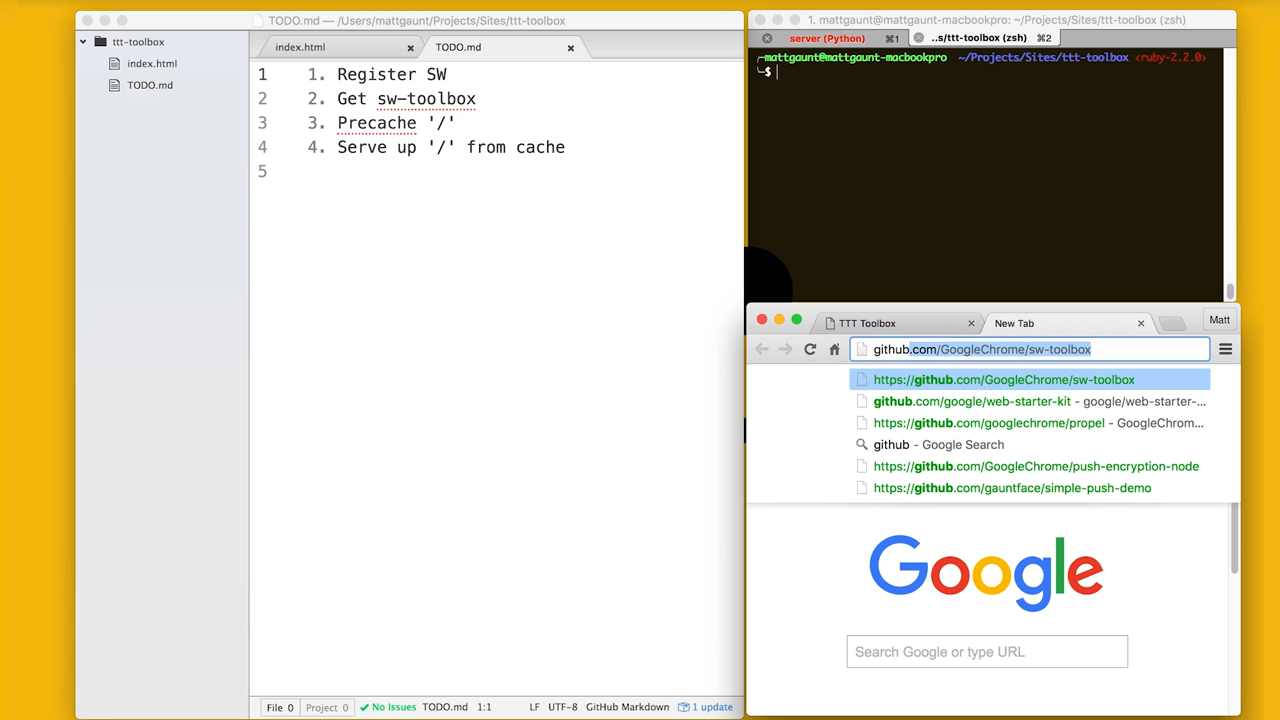 TODO.md — /Users/mattgaunt/Projects/Sites/ttt-toolbox
ttt-toolbox
index.html
TODO.md
index.html
TODO.md
1 1. Register SW
2 2. Get sw-toolbox
3 3. Precache '/'
4 4. Serve up '/' from cache
5
File 0 Project 0 No Issues TODO.md 1:1 LF UTF-8 GitHub Markdown 1 update
1. mattgaunt@mattgaunt-macbookpro: ~/Projects/Sites/ttt-toolbox (zsh)
server (Python) ⌘1 ..s/ttt-toolbox (zsh) ⌘2
mattgaunt@mattgaunt-macbookpro ~/Projects/Sites/ttt-toolbox ‹ruby-2.2.0›
$
TTT Toolbox
New Tab
Matt
github.com/GoogleChrome/sw-toolbox
https://github.com/GoogleChrome/sw-toolbox
github.com/google/web-starter-kit - google/web-starter-...
https://github.com/googlechrome/propel - GoogleChrom...
github - Google Search
https://github.com/GoogleChrome/push-encryption-node
https://github.com/gauntface/simple-push-demo
Google
Search Google or type URL